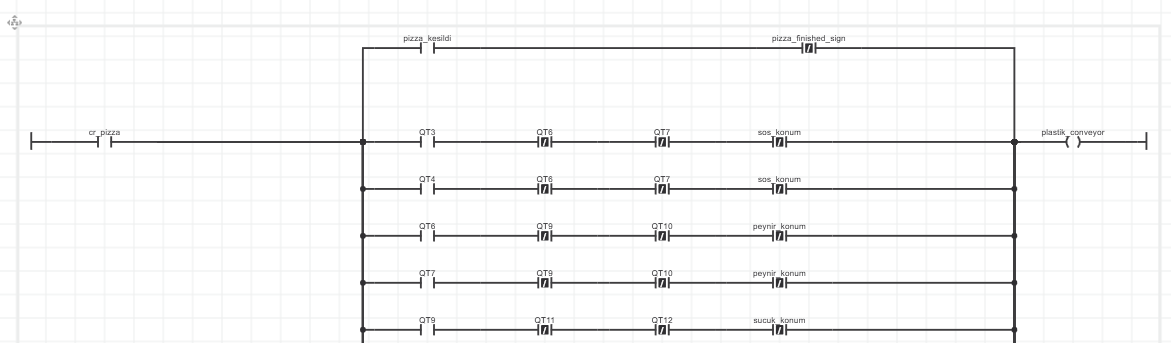 pizza_kesildi pizza_finished_sign
cr_pizza QT3 QT6 QT7 sos_konum plastik_conveyor
QT4 QT6 QT7 sos_konum
QT6 QT9 QT10 peynir_konum
QT7 QT9 QT10 peynir_konum
QT9 QT11 QT12 sucuk_konum